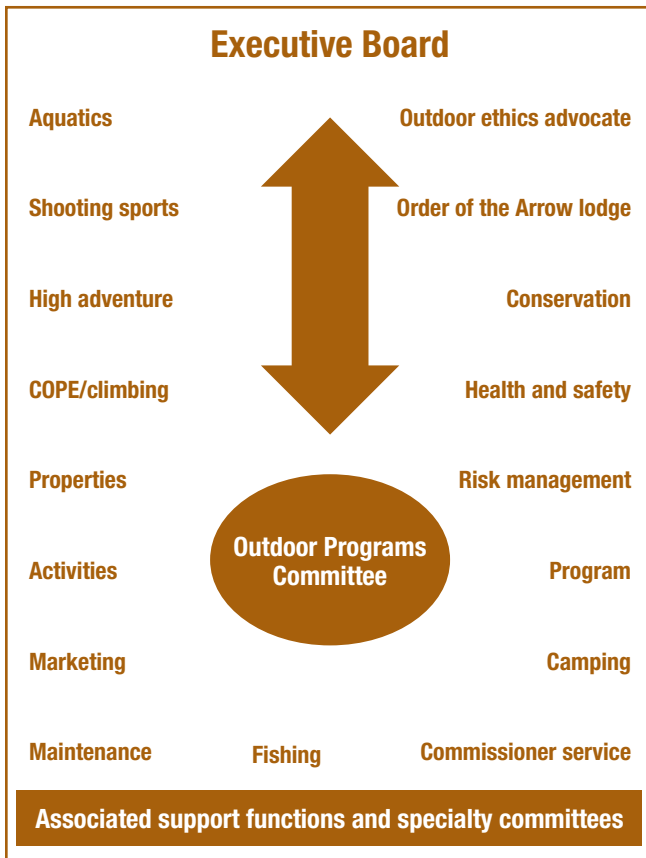 Executive Board
Aquatics
Outdoor ethics advocate
Shooting sports
Order of the Arrow lodge
High adventure
Conservation
COPE/climbing
Health and safety
Properties
Risk management
Outdoor Programs
Committee
Activities
Program
Marketing
Camping
Maintenance
Fishing
Commissioner service
Associated support functions and specialty committees